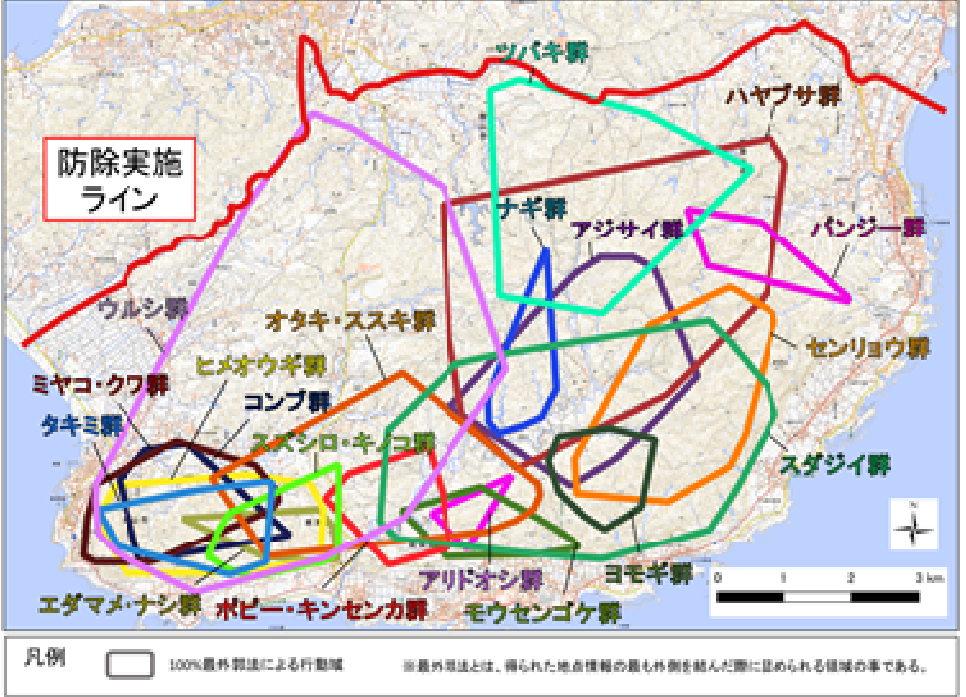 ツバキ群
ハヤブサ群
防除実施
ライン
ナギ群
アジサイ群
パンジー群
ウルシ群
オタキ・ススキ群
センリョウ群
ヒメオウギ群
ミヤコ・クワ群
コンブ群
タキミ群
スズシロ・キノコ群
スダジイ群
N
アリドオシ群
ヨモギ群
0 1 2 3 km
エダマメ・ナシ群
ポピー・キンセンカ群
モウセンゴケ群
凡例
100%最外郭法による行動域
※最外郭法とは、得られた地点情報の最も外側を結んだ際に認められる領域の事である。